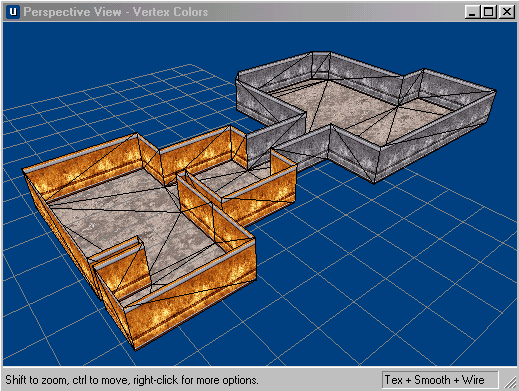 u Perspective View - Vertex Colors
Shift to zoom, ctrl to move, right-click for more options.
Tex + Smooth + Wire